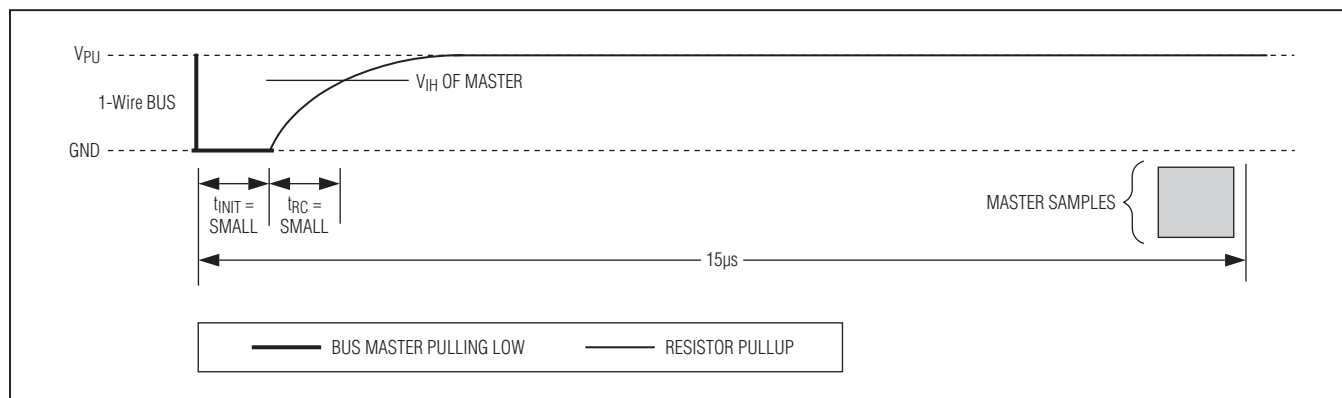 VPU
VIH OF MASTER
1-Wire BUS
GND
tINIT =
SMALL
tRC =
SMALL
MASTER SAMPLES
15µs
BUS MASTER PULLING LOW
RESISTOR PULLUP